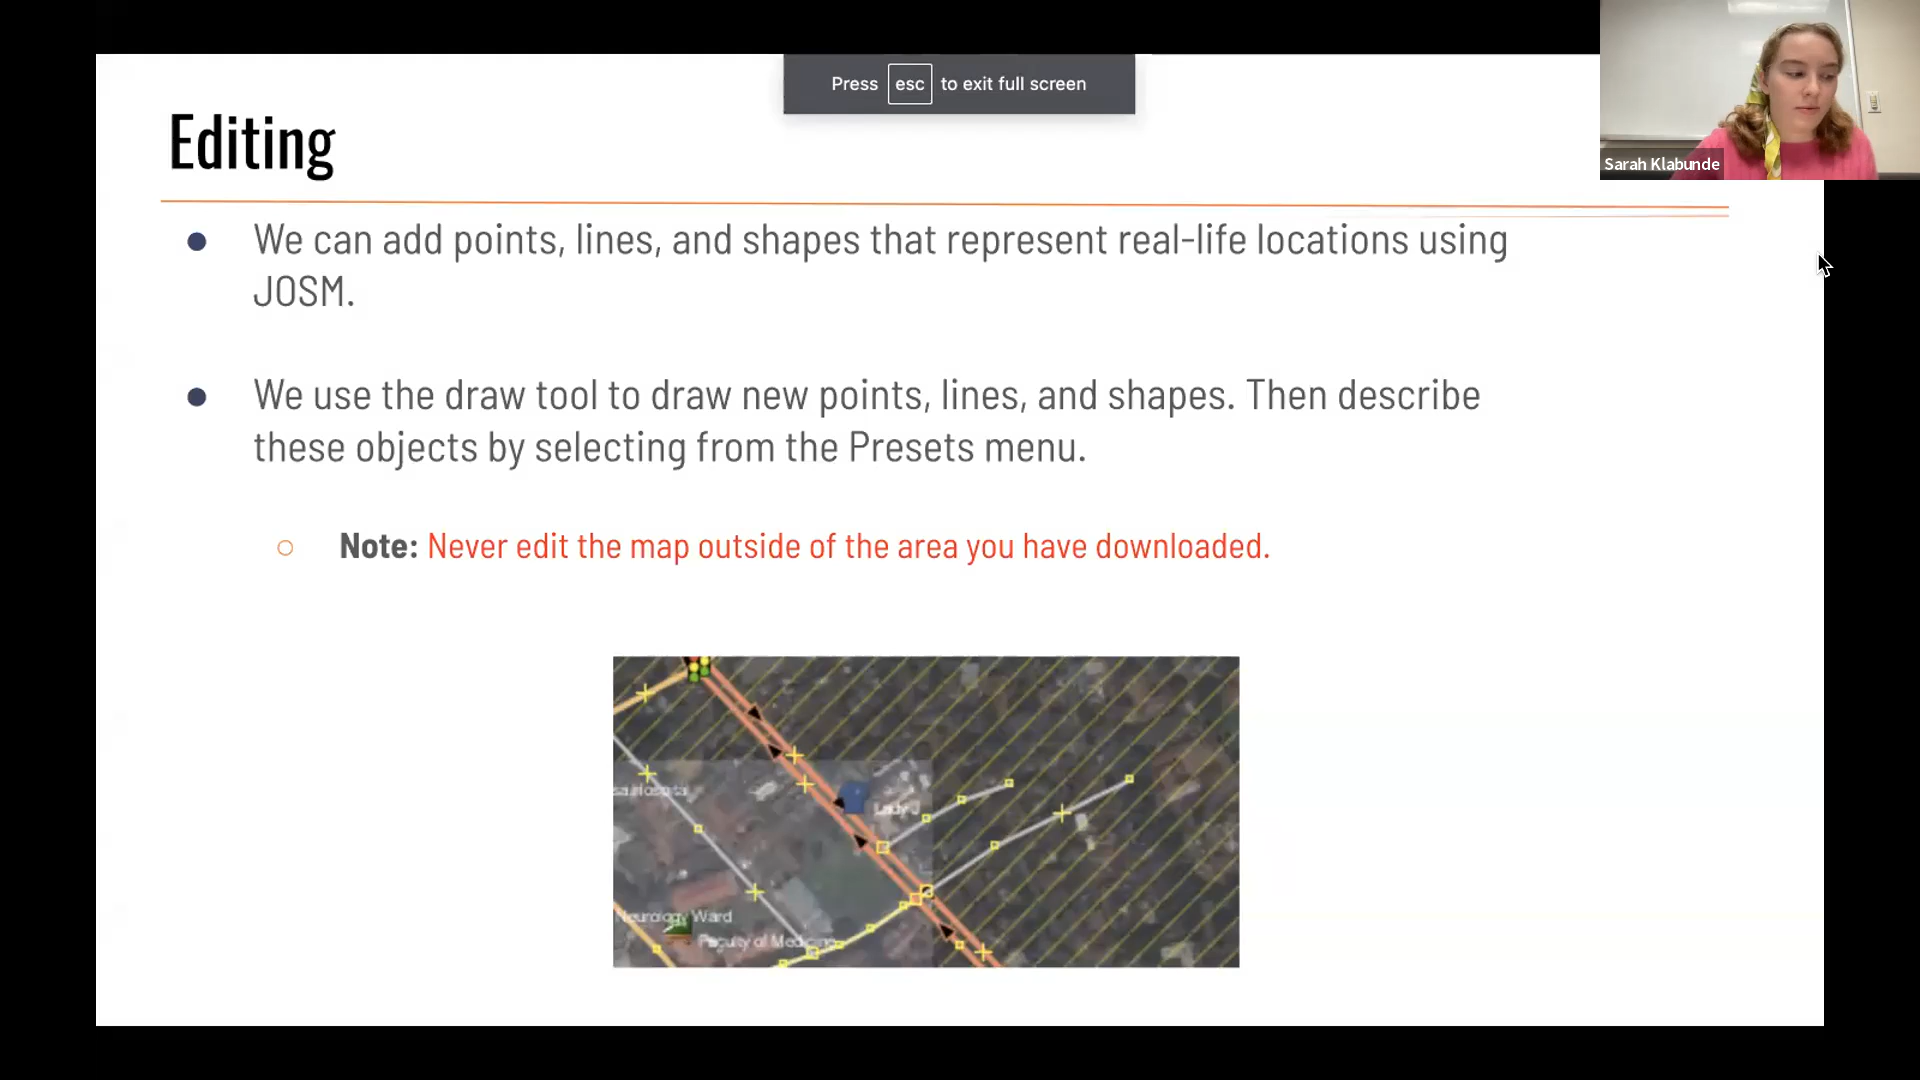 Press esc to exit full screen
Sarah Klabunde
Editing
We can add points, lines, and shapes that represent real-life locations using
JOSM.
We use the draw tool to draw new points, lines, and shapes. Then describe
these objects by selecting from the Presets menu.
Note: Never edit the map outside of the area you have downloaded.
Lady J
Neurology Ward
Faculty of Medicine